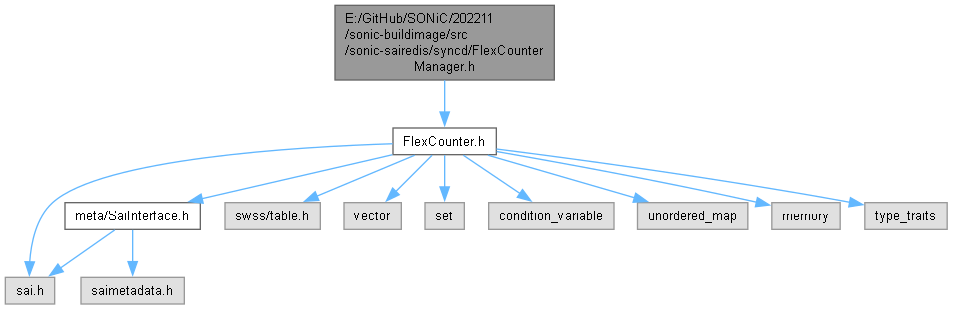 E:/GitHub/SONiC/202211
/sonic-buildimage/src
/sonic-sairedis/syncd/FlexCounter
Manager.h
FlexCounter.h
meta/SaiInterface.h
swss/table.h
vector
set
condition_variable
unordered_map
memory
type_traits
sai.h
saimetadata.h